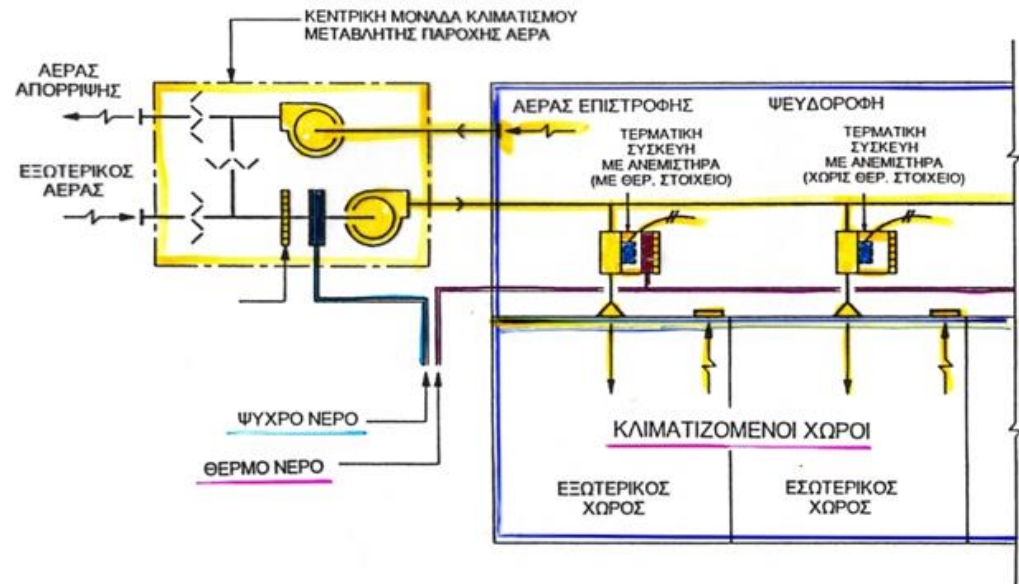 ΚΕΝΤΡΙΚΗ ΜΟΝΑΔΑ ΚΛΙΜΑΤΙΣΜΟΥ
ΜΕΤΑΒΛΗΤΗΣ ΠΑΡΟΧΗΣ ΑΕΡΑ
ΑΕΡΑΣ
ΑΠΟΡΡΙΨΗΣ
ΕΞΩΤΕΡΙΚΟΣ
ΑΕΡΑΣ
ΑΕΡΑΣ ΕΠΙΣΤΡΟΦΗΣ
ΨΕΥΔΟΡΟΦΗ
ΤΕΡΜΑΤΙΚΗ
ΣΥΣΚΕΥΗ
ΜΕ ΑΝΕΜΙΣΤΗΡΑ
(ΜΕ ΘΕΡ. ΣΤΟΙΧΕΙΟ)
ΤΕΡΜΑΤΙΚΗ
ΣΥΣΚΕΥΗ
ΜΕ ΑΝΕΜΙΣΤΗΡΑ
(ΧΩΡΙΣ ΘΕΡ. ΣΤΟΙΧΕΙΟ)
ΨΥΧΡΟ ΝΕΡΟ
ΘΕΡΜΟ ΝΕΡΟ
ΚΛΙΜΑΤΙΖΟΜΕΝΟΙ ΧΩΡΟΙ
ΕΞΩΤΕΡΙΚΟΣ
ΧΩΡΟΣ
ΕΣΩΤΕΡΙΚΟΣ
ΧΩΡΟΣ